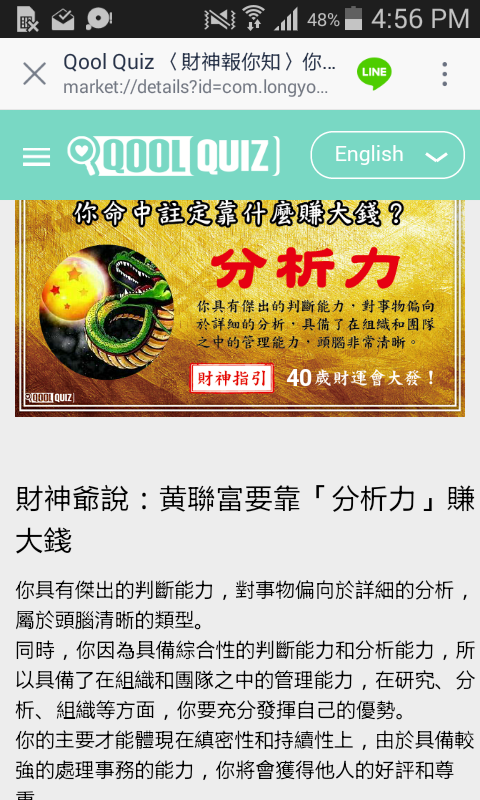 48% 4:56 PM
Qool Quiz 〈財神報你知〉你...
market://details?id=com.longyo...
LINE
QOOL QUIZ
English
你命中註定靠什麼賺大錢？
分析力
你具有傑出的判斷能力，對事物偏向
於詳細的分析，具備了在組織和團隊
之中的管理能力，頭腦非常清晰。
財神指引 40歲財運會大發！
QOOL QUIZ
財神爺說：黄聯富要靠「分析力」賺
大錢
你具有傑出的判斷能力，對事物偏向於詳細的分析，
屬於頭腦清晰的類型。
同時，你因為具備綜合性的判斷能力和分析能力，所
以具備了在組織和團隊之中的管理能力，在研究、分
析、組織等方面，你要充分發揮自己的優勢。
你的主要才能體現在縝密性和持續性上，由於具備較
強的處理事務的能力，你將會獲得他人的好評和尊
重